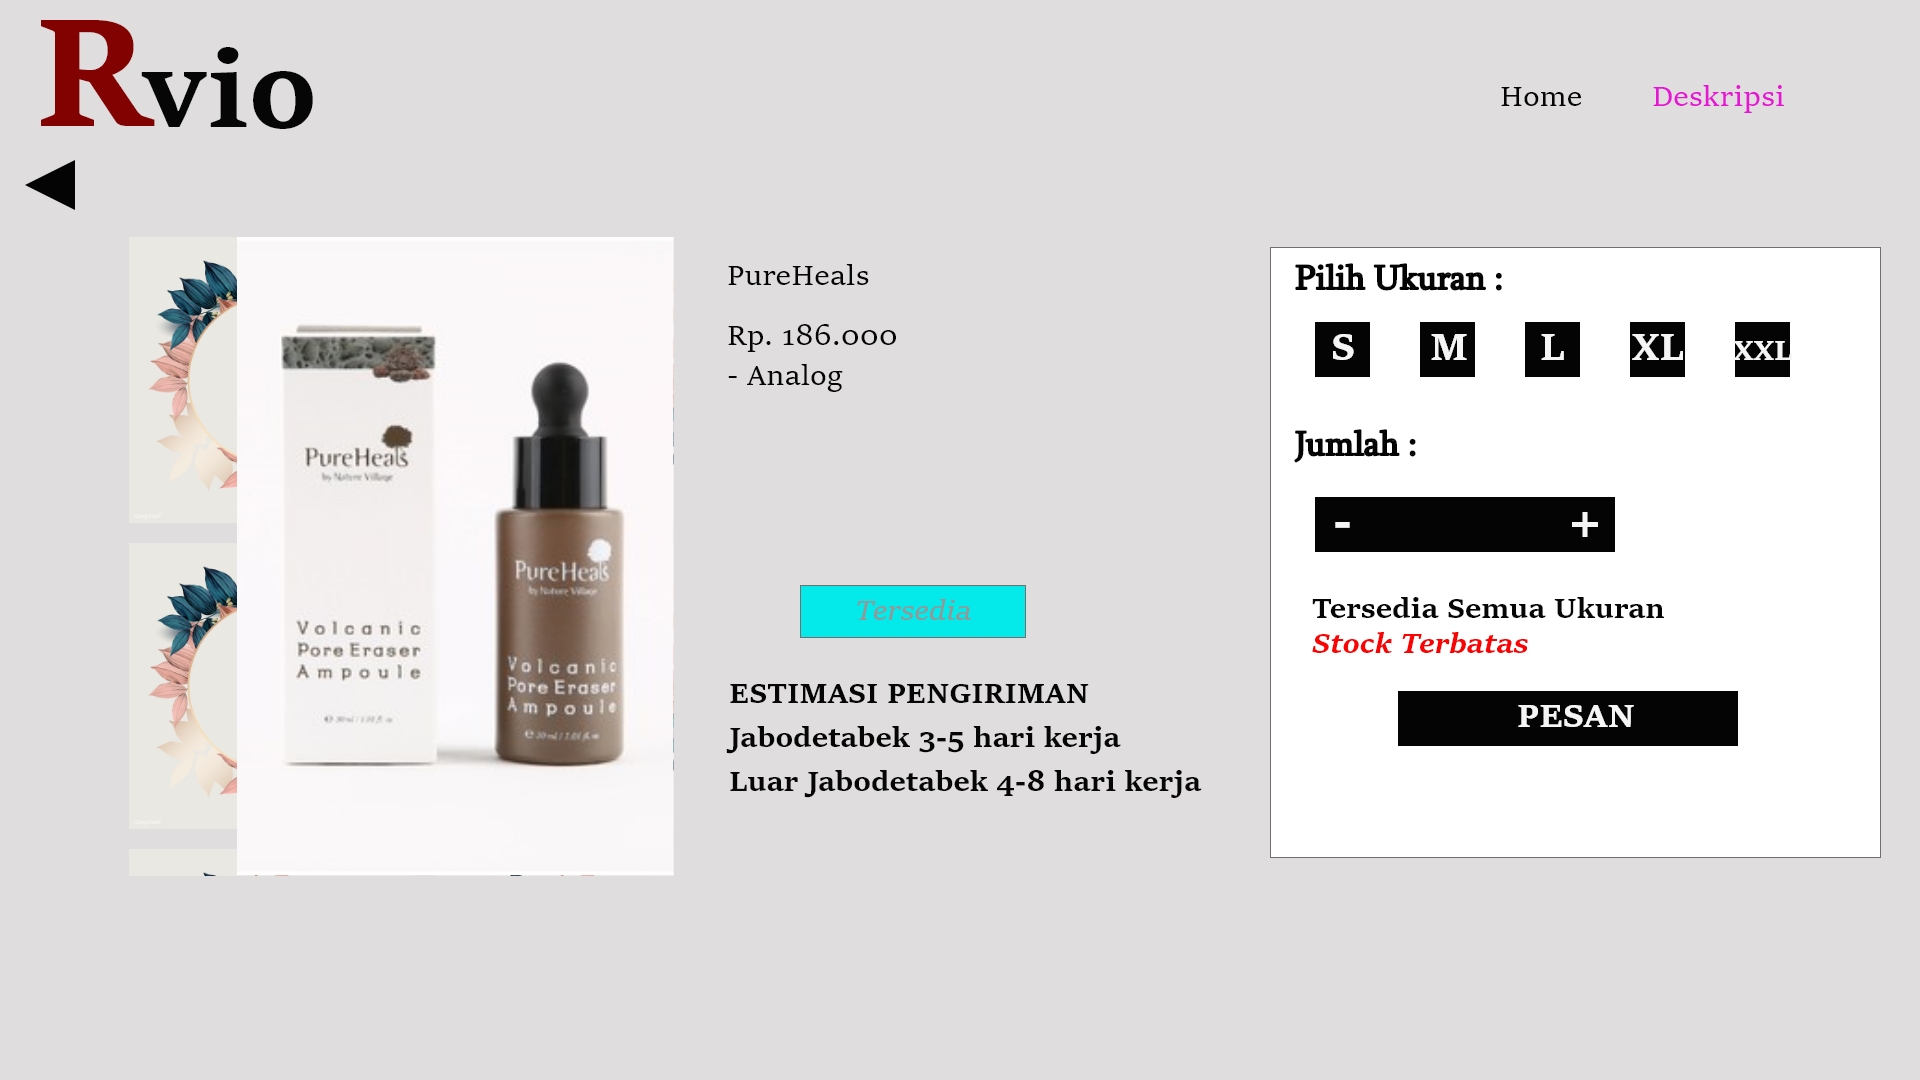 Rvio
Home
Deskripsi
PureHeals
by Nature Village
Volcanic
Pore Eraser
Ampoule
PureHeals
by Nature Village
Volcanic
Pore Eraser
Ampoule
PureHeals
Rp. 186.000
- Analog
Tersedia
ESTIMASI PENGIRIMAN
Jabodetabek 3-5 hari kerja
Luar Jabodetabek 4-8 hari kerja
Pilih Ukuran :
S
M
L
XL
XXL
Jumlah :
- +
Tersedia Semua Ukuran
Stock Terbatas
PESAN